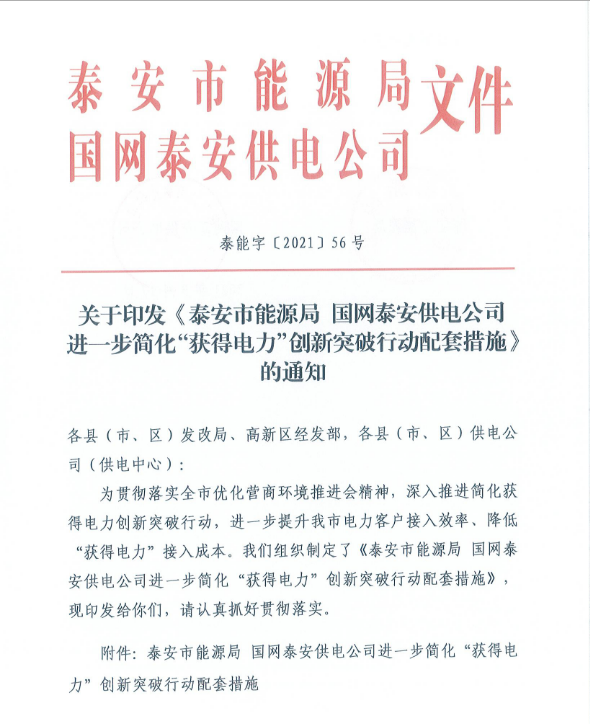 泰安市能源局
国网泰安供电公司
文件
泰能字〔2021〕56号
关于印发《泰安市能源局 国网泰安供电公司
进一步简化“获得电力”创新突破行动配套措施》
的通知
各县（市、区）发改局、高新区经发部，各县（市、区）供电公
司（供电中心）：
为贯彻落实全市优化营商环境推进会精神，深入推进简化获
得电力创新突破行动，进一步提升我市电力客户接入效率、降低
“获得电力”接入成本。我们组织制定了《泰安市能源局 国网泰
安供电公司进一步简化“获得电力”创新突破行动配套措施》，
现印发给你们，请认真抓好贯彻落实。
附件：泰安市能源局 国网泰安供电公司进一步简化“获得电
力”创新突破行动配套措施